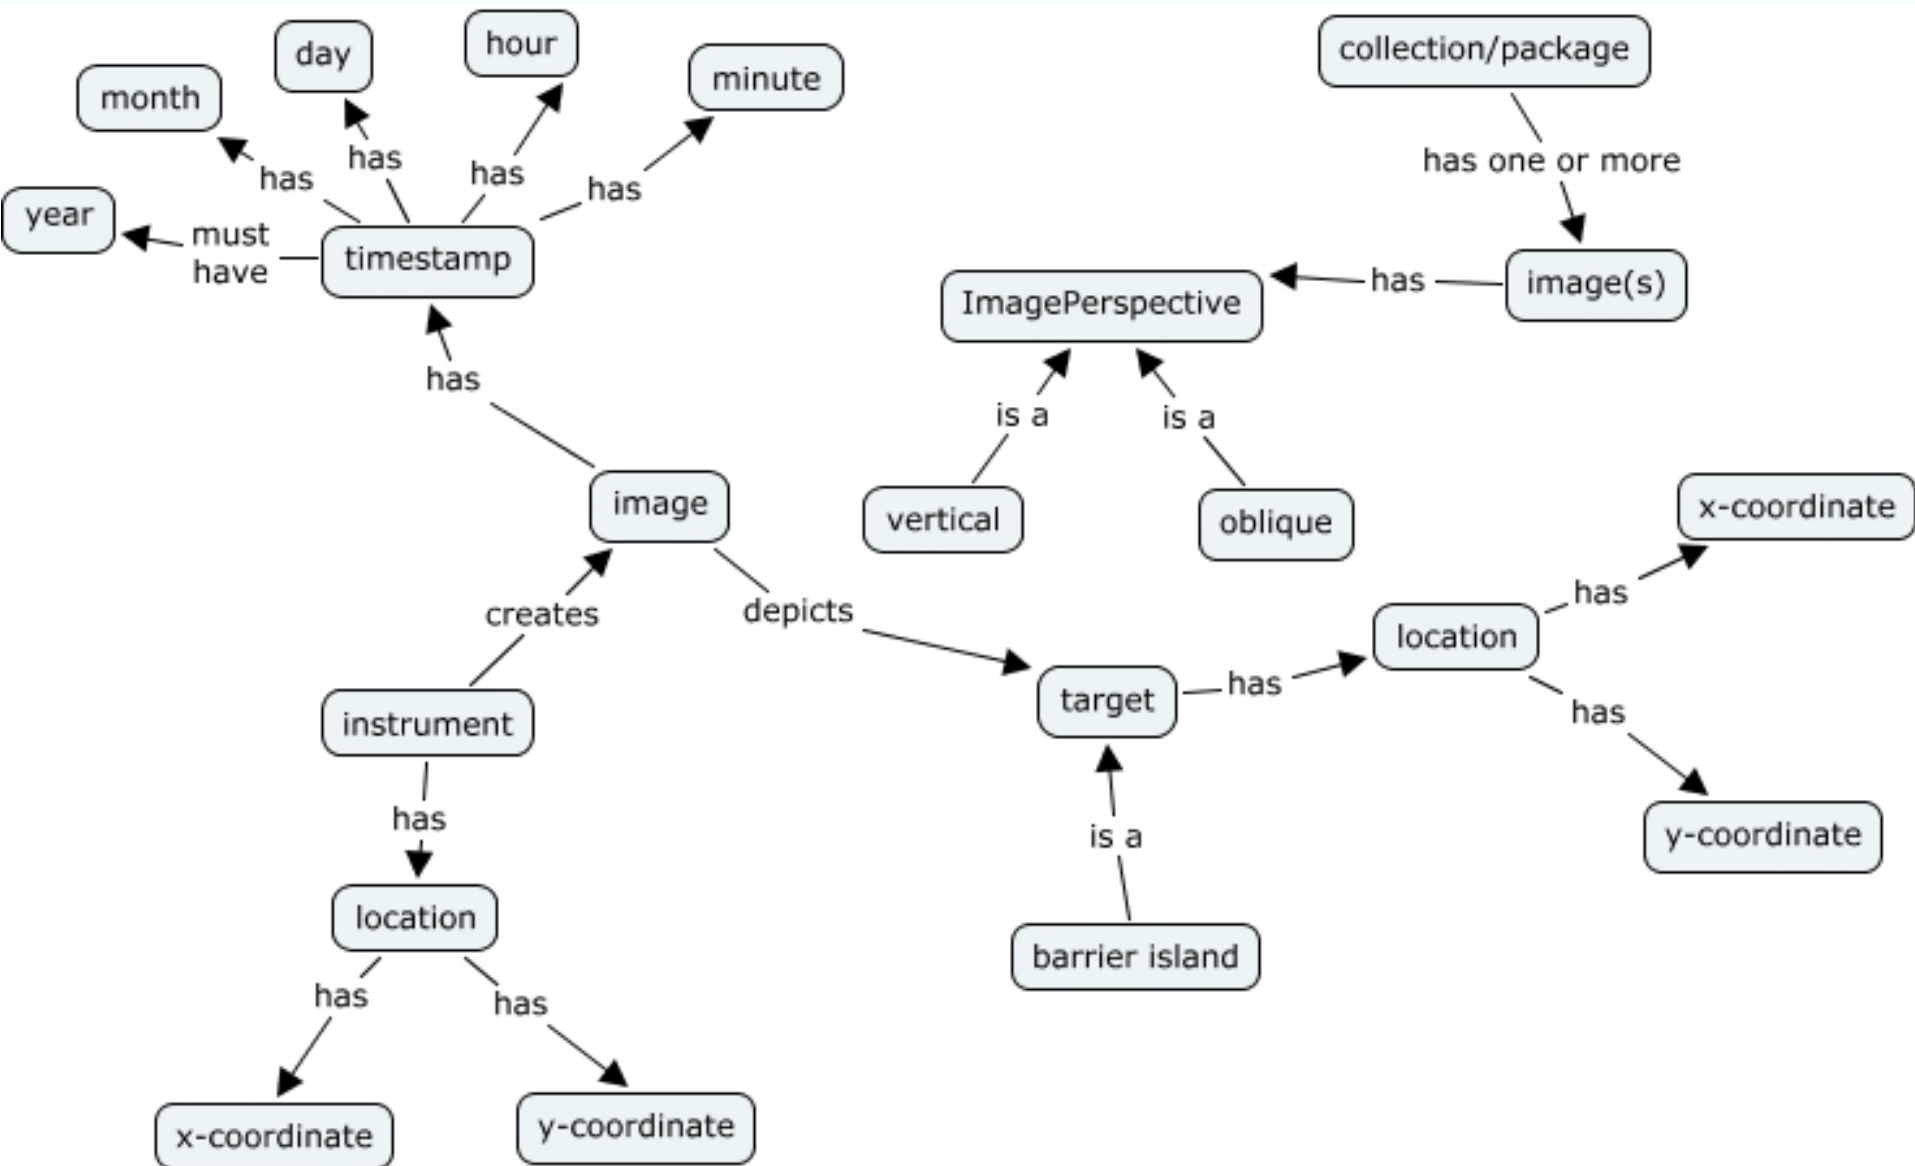 hour
day
collection/package
minute
month
has
has one or more
has
has
has
year
must
have
timestamp
has
image(s)
ImagePerspective
has
is a
is a
image
vertical
oblique
x-coordinate
has
creates
depicts
location
target
has
has
instrument
has
is a
y-coordinate
location
barrier island
has
has
x-coordinate
y-coordinate